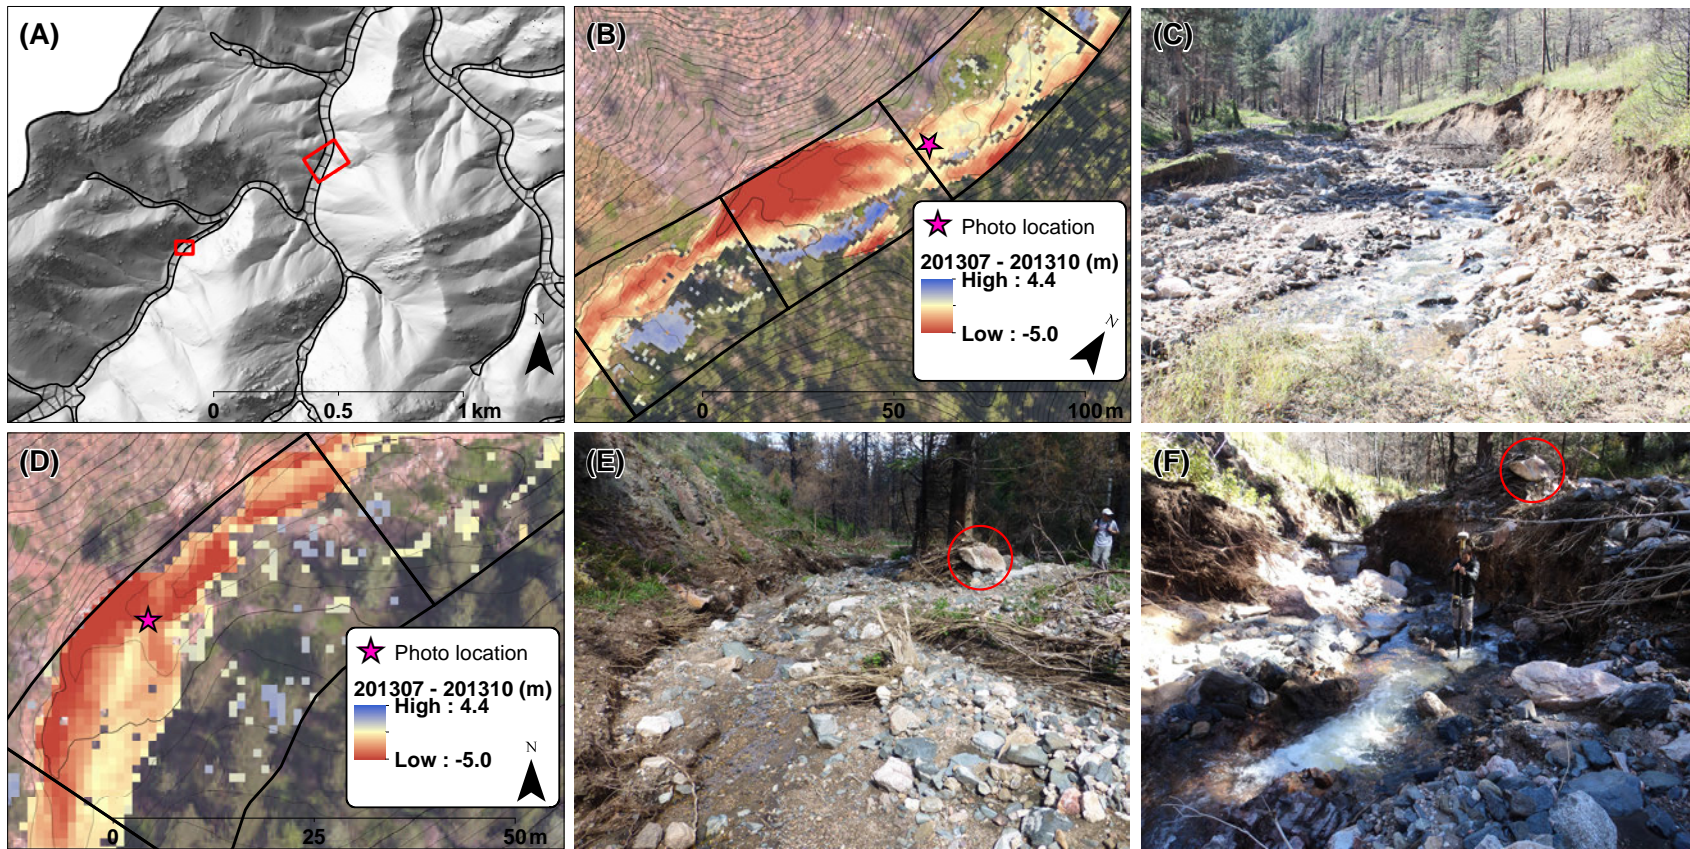 (A)
N
0 0.5 1 km
(B)
Photo location
201307 - 201310 (m)
High : 4.4
Low : -5.0
N
0 50 100 m
(C)
(D)
Photo location
201307 - 201310 (m)
High : 4.4
Low : -5.0
N
0 25 50 m
(E)
(F)